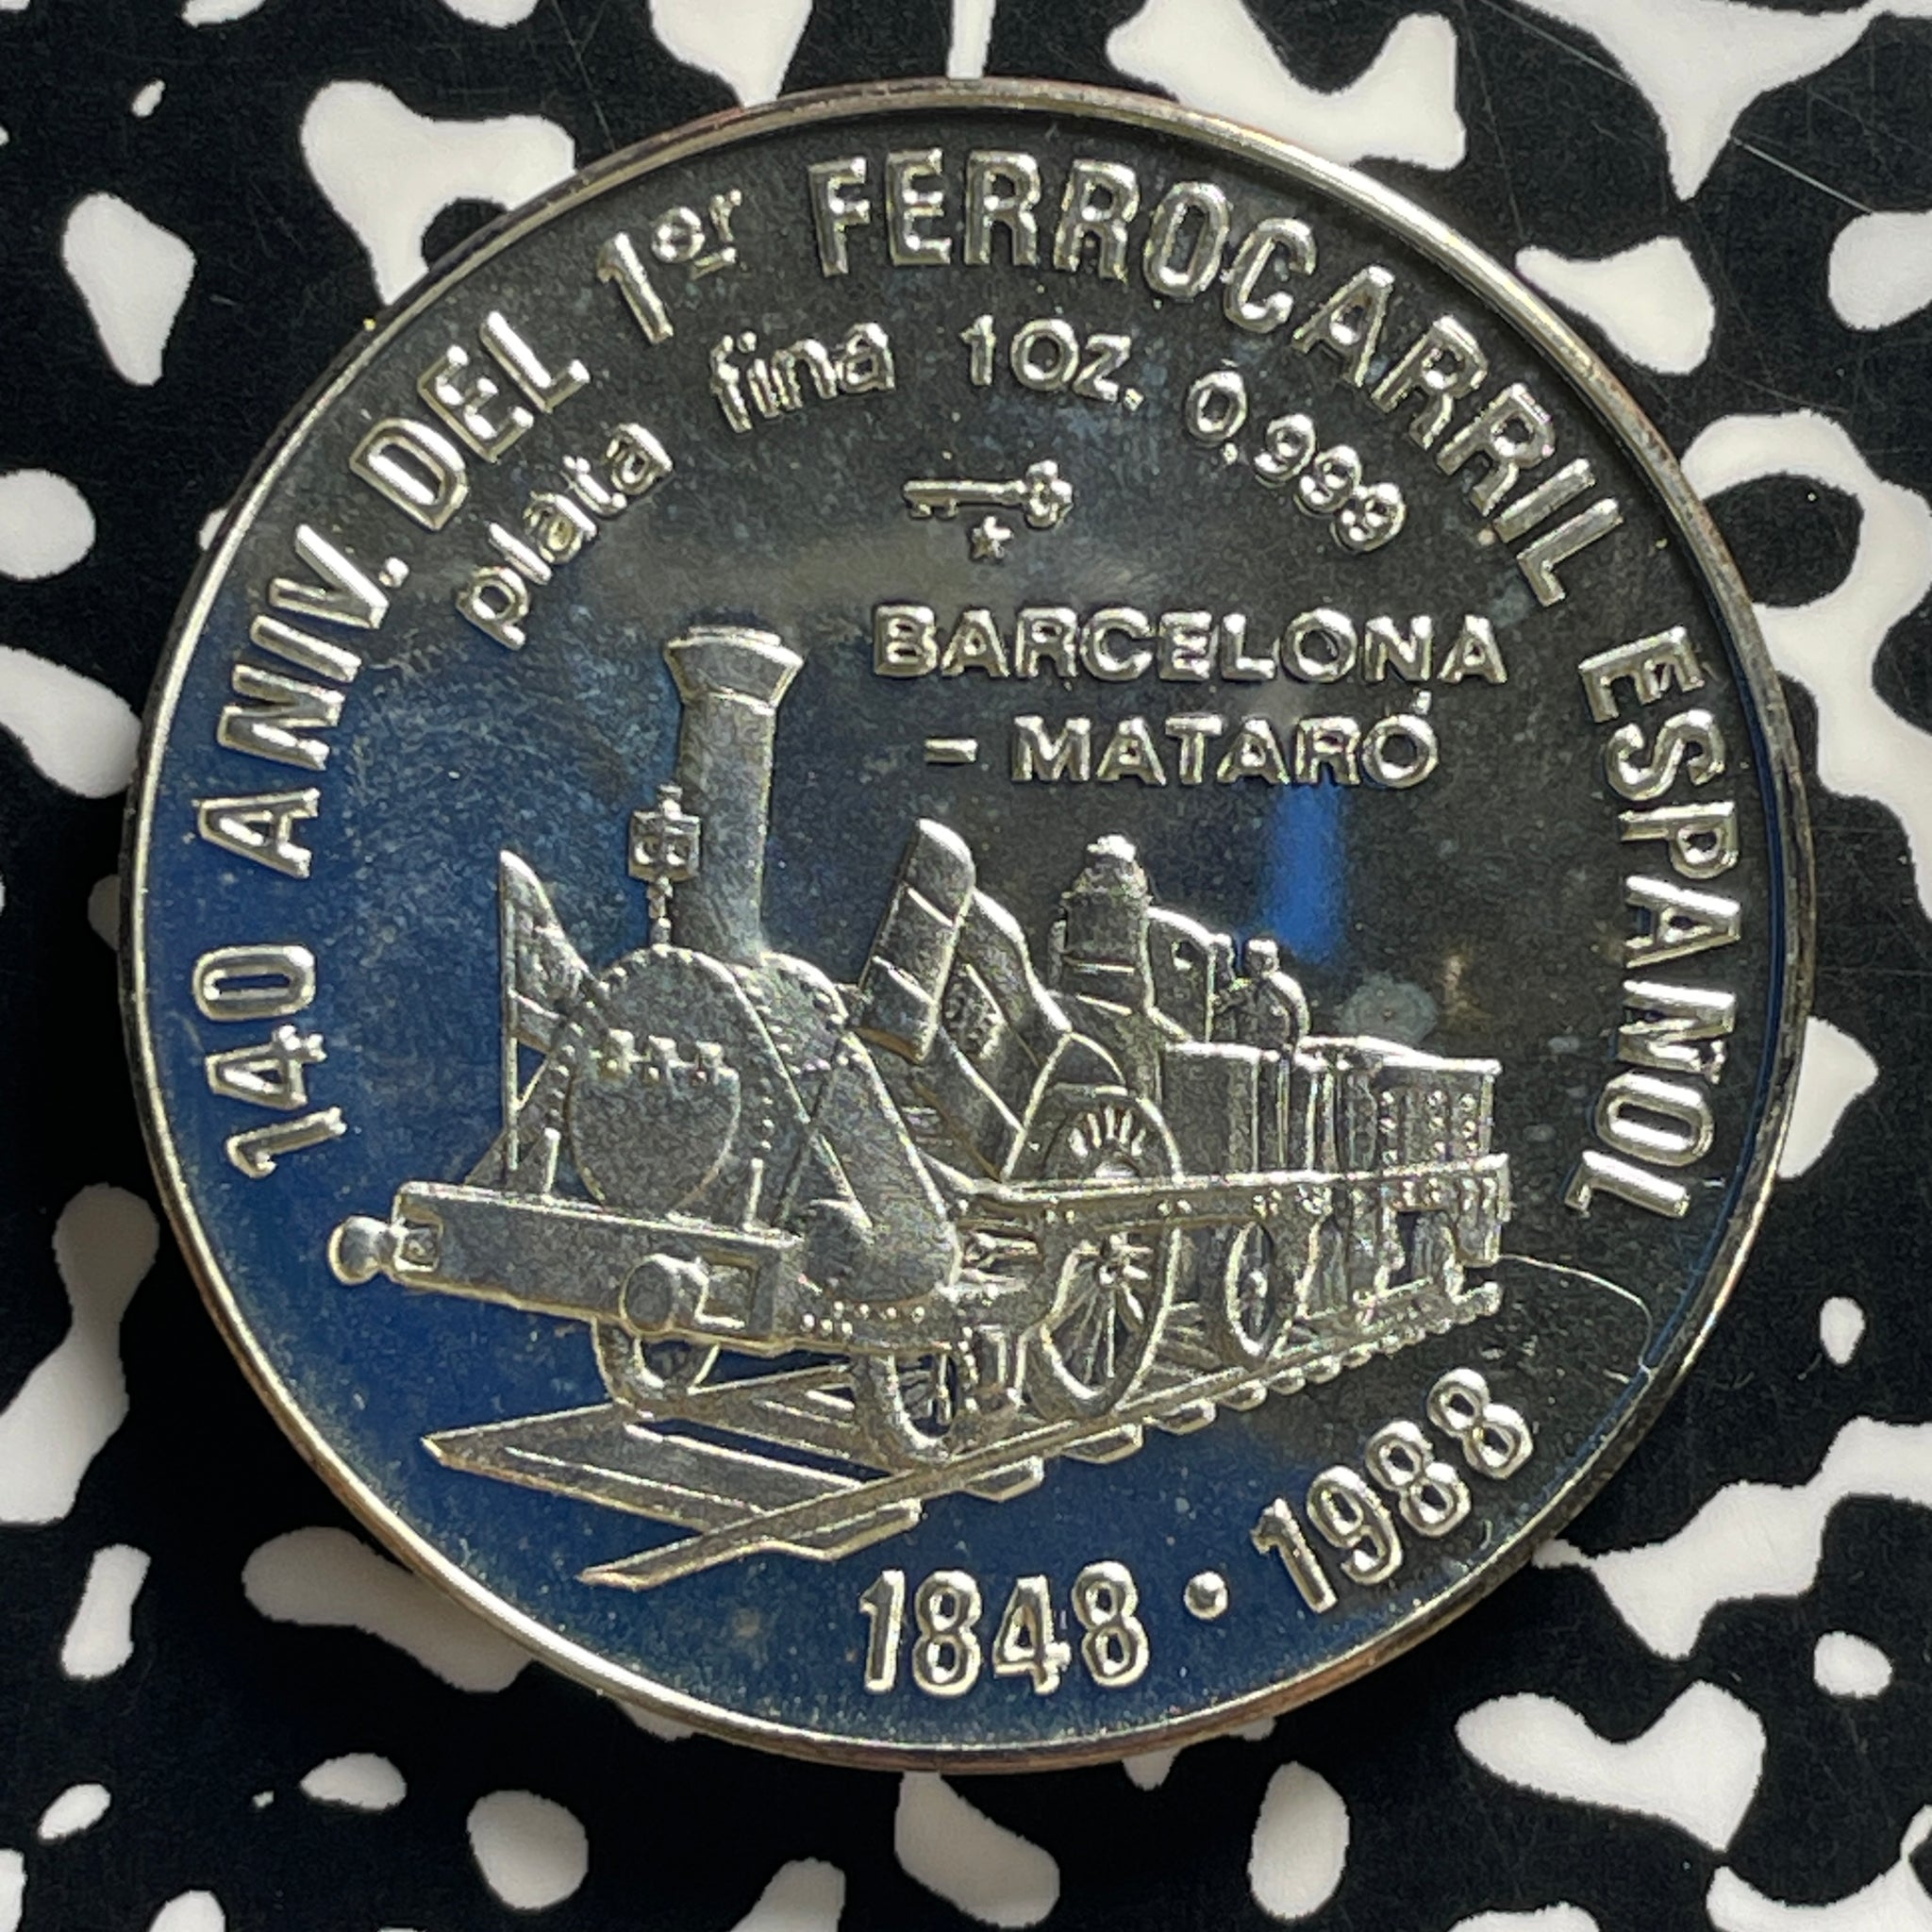 140 ANIV. DEL 1er FERROCARRIL ESPAÑOL
plata fina 1OZ. 0,999
BARCELONA
- MATARÓ
1848 • 1988